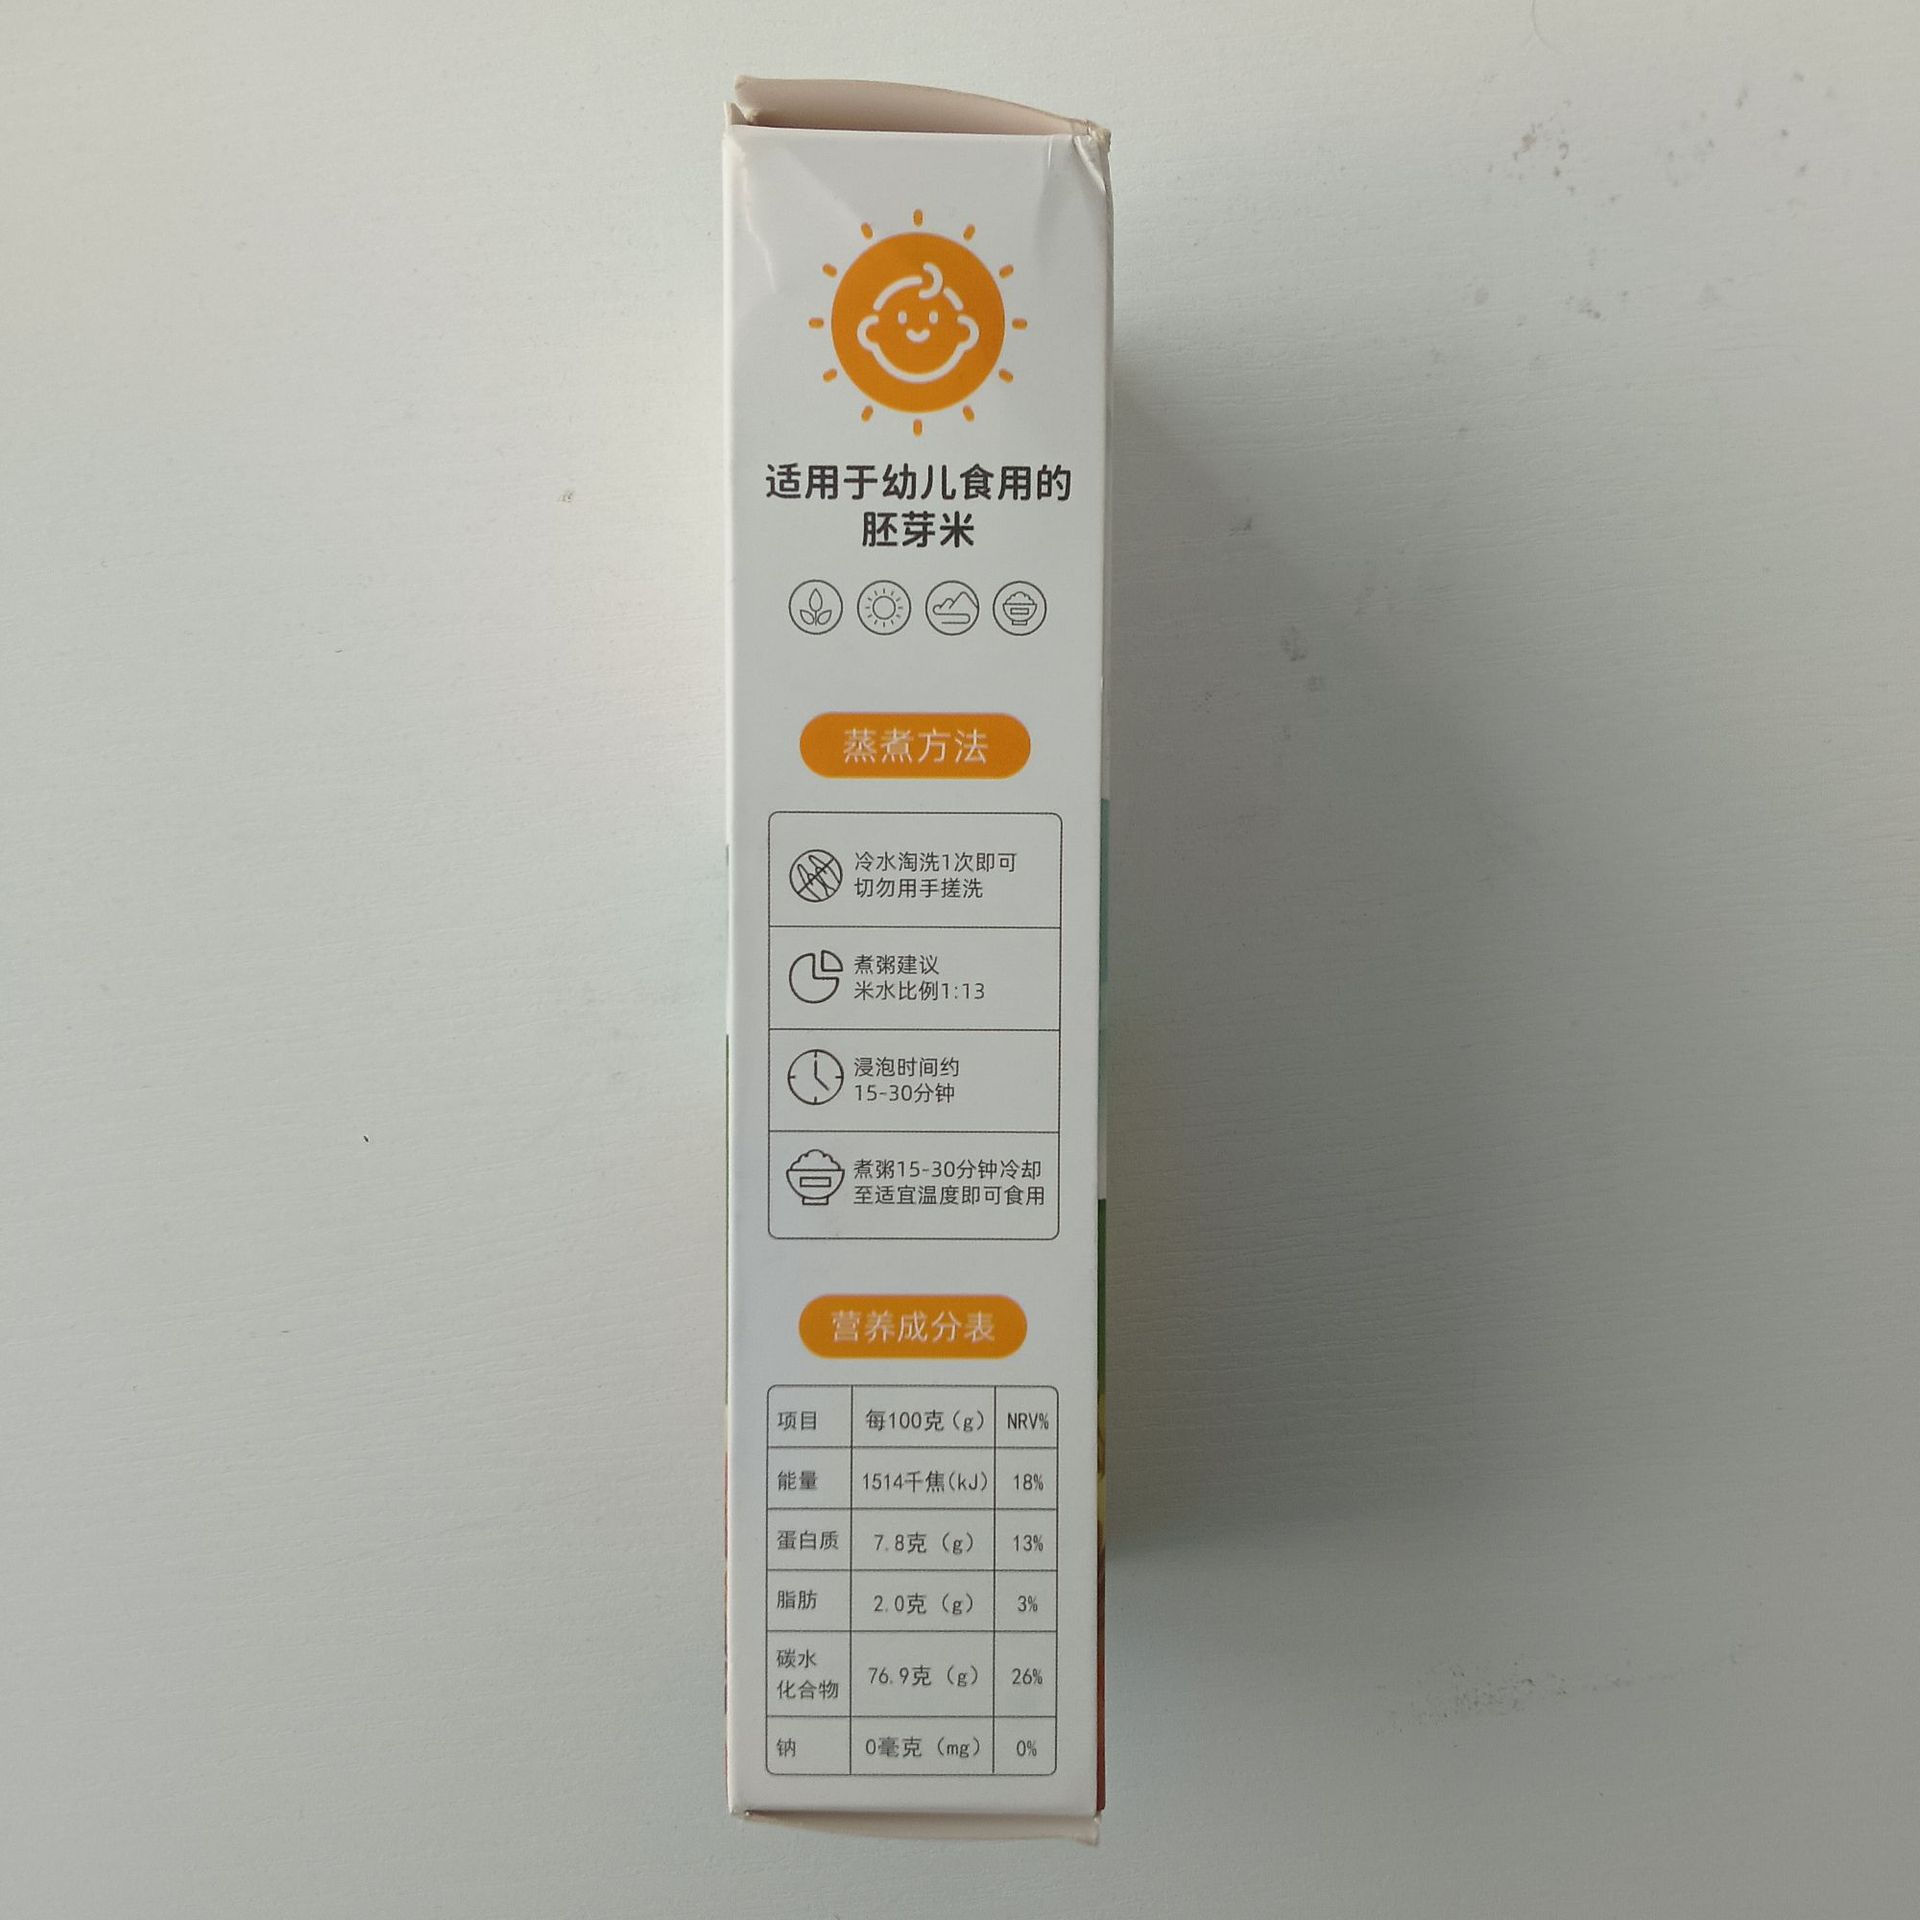 适用于幼儿食用的
胚芽米
蒸煮方法
冷水淘洗1次即可
切勿用手搓洗
煮粥建议
米水比例1:13
浸泡时间约
15-30分钟
煮粥15-30分钟冷却
至适宜温度即可食用
营养成分表
项目 每100克(g) NRV%
能量 1514千焦(kJ) 18%
蛋白质 7.8克 (g) 13%
脂肪 2.0克 (g) 3%
碳水
化合物 76.9克 (g) 26%
钠 0毫克 (mg) 0%